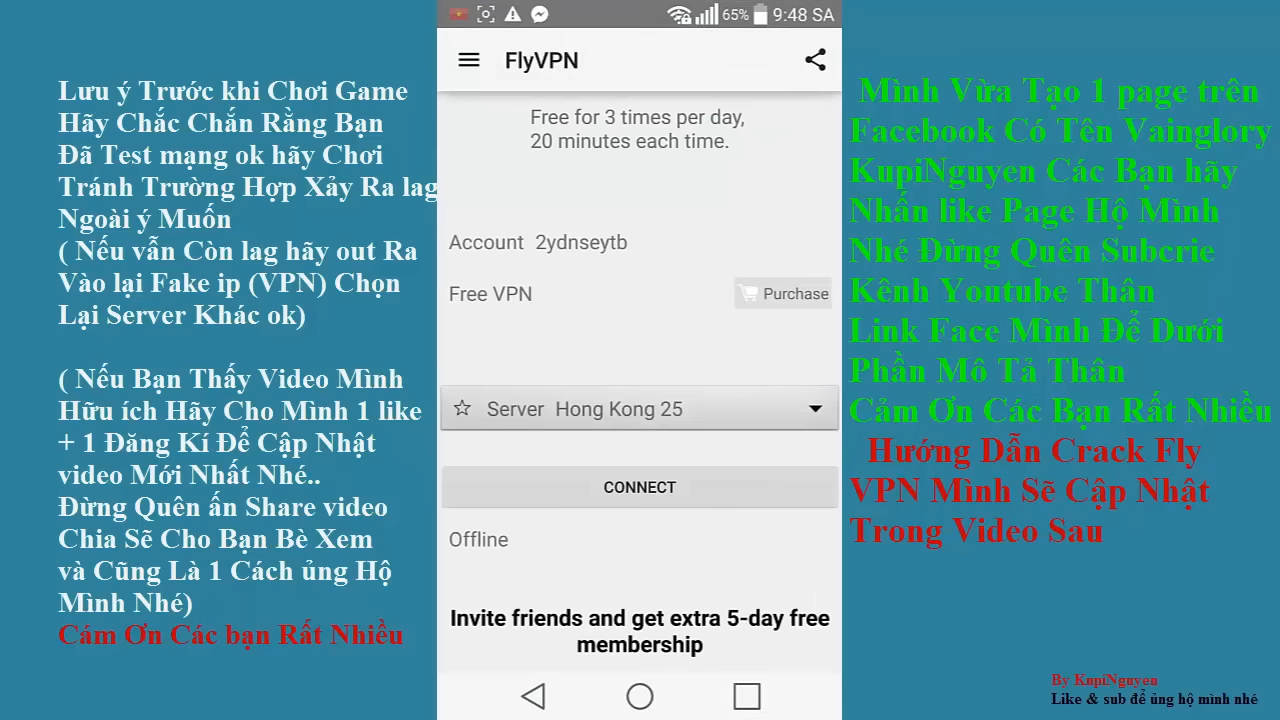 Lưu ý Trước khi Chơi Game
Hãy Chắc Chắn Rằng Bạn
Đã Test mạng ok hãy Chơi
Tránh Trường Hợp Xảy Ra lag
Ngoài ý Muốn
( Nếu vẫn Còn lag hãy out Ra
Vào lại Fake ip (VPN) Chọn
Lại Server Khác ok)
( Nếu Bạn Thấy Video Mình
Hữu ích Hãy Cho Mình 1 like
+ 1 Đăng Kí Để Cập Nhật
video Mới Nhất Nhé..
Đừng Quên ấn Share video
Chia Sẽ Cho Bạn Bè Xem
và Cũng Là 1 Cách ủng Hộ
Mình Nhé)
Cám Ơn Các bạn Rất Nhiều
65% 9:48 SA
FlyVPN
Free for 3 times per day,
20 minutes each time.
Account 2ydnseytb
Free VPN Purchase
Server Hong Kong 25
CONNECT
Offline
Invite friends and get extra 5-day free
membership
Mình Vừa Tạo 1 page trên
Facebook Có Tên Vainglory
KupiNguyen Các Bạn hãy
Nhấn like Page Hộ Mình
Nhé Đừng Quên Subcrie
Kênh Youtube Thân
Link Face Mình Để Dưới
Phần Mô Tả Thân
Cảm Ơn Các Bạn Rất Nhiều
Hướng Dẫn Crack Fly
VPN Mình Sẽ Cập Nhật
Trong Video Sau
By KupiNguyen
Like & sub để ủng hộ mình nhé